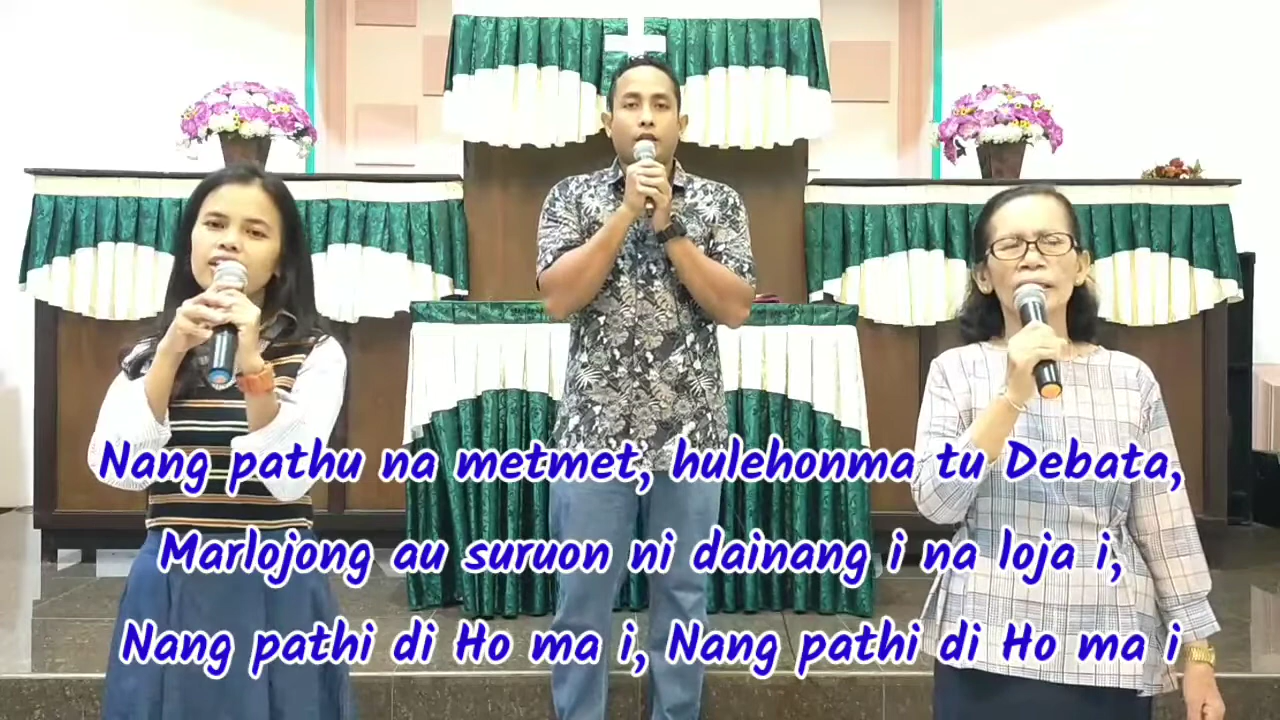 Nang pathu na metmet, hulehonma tu Debata,
Marlojong au suruon ni dainang i na loja i,
Nang pathi di Ho ma i, Nang pathi di Ho ma i